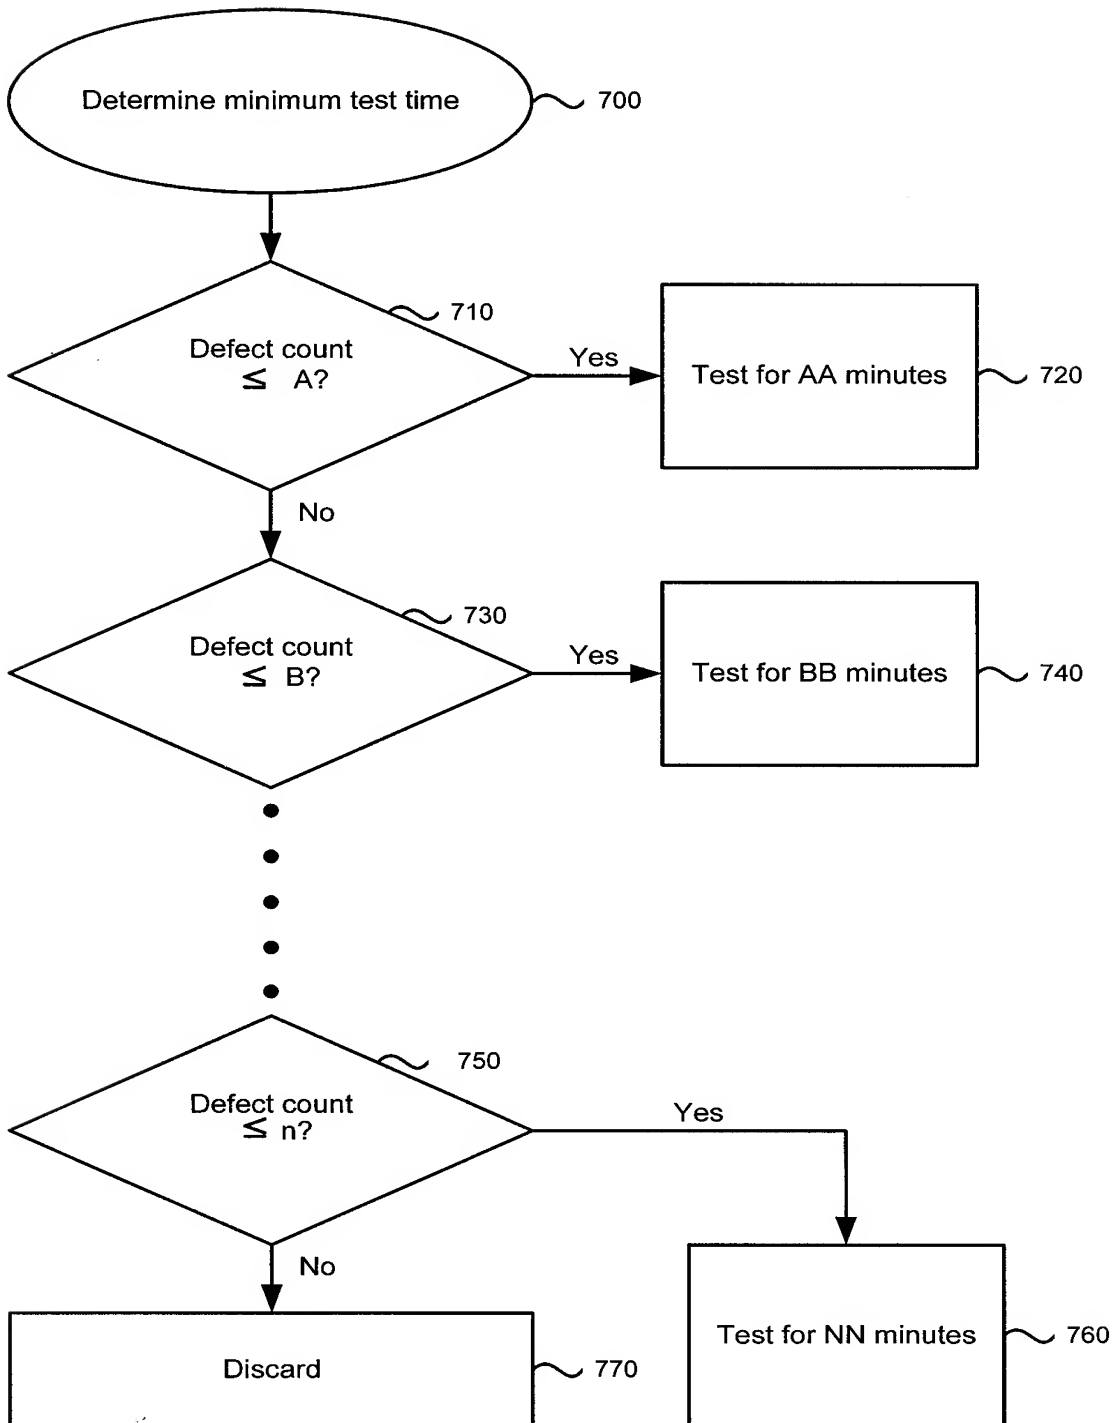 Determine minimum test time
700
710
Defect count
≤ A?
Yes
Test for AA minutes
720
No
730
Defect count
≤ B?
Yes
Test for BB minutes
740
750
Defect count
≤ n?
Yes
No
Test for NN minutes
760
Discard
770